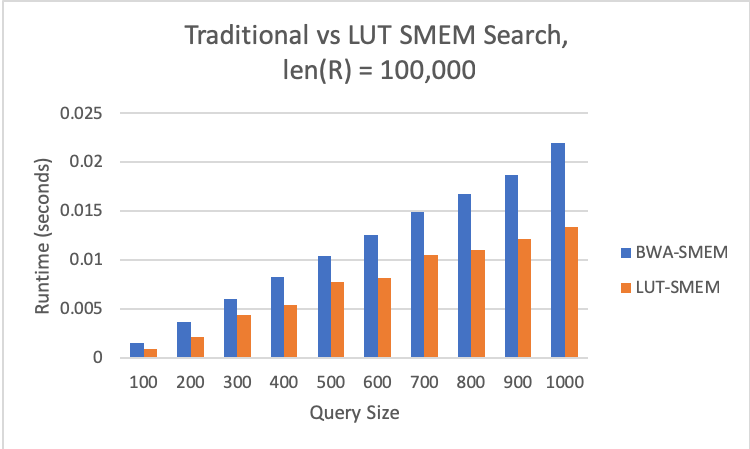 Traditional vs LUT SMEM Search,
len(R) = 100,000
0.025
0.02
0.015
0.01
0.005
0
Runtime (seconds)
100 200 300 400 500 600 700 800 900 1000
Query Size
BWA-SMEM
LUT-SMEM